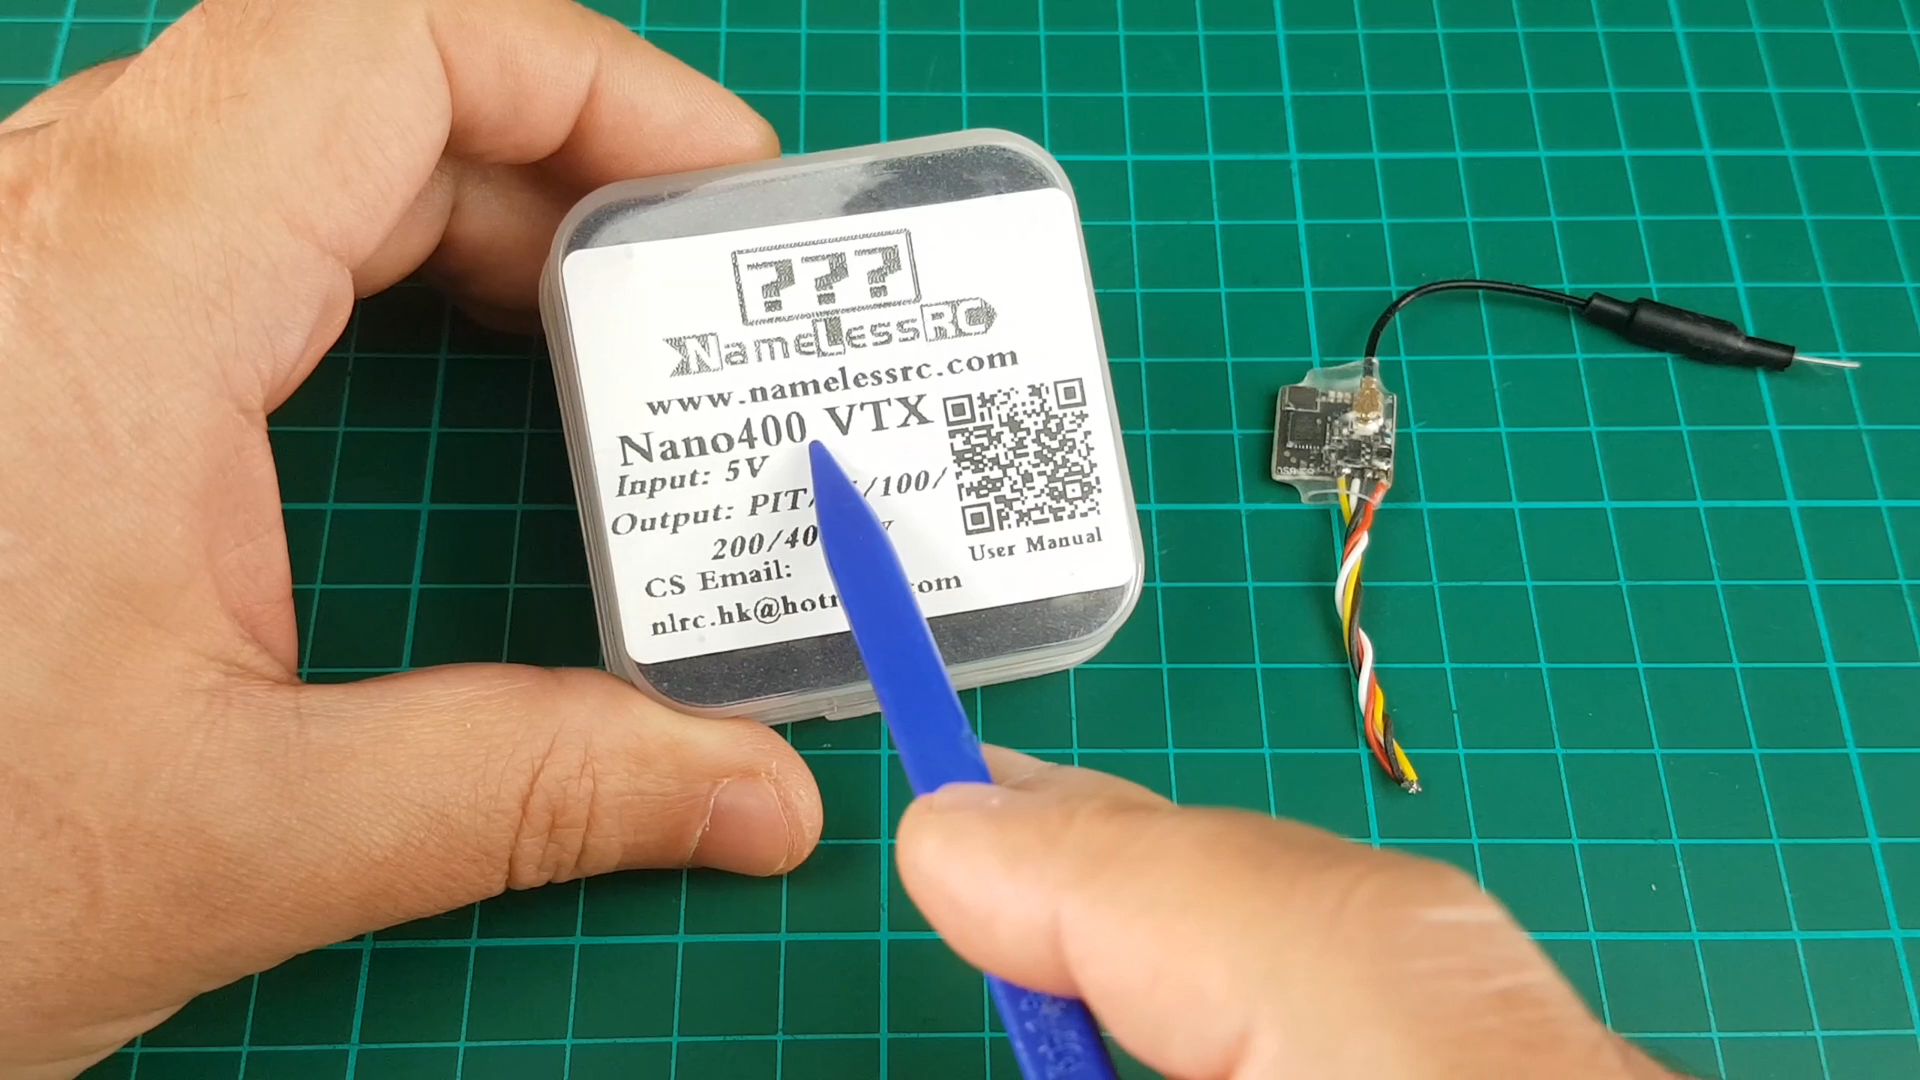 ???
NamelessRC
www.namelessrc.com
Nano400 VTX
Input: 5V
Output: PIT/ /100/
200/40
CS Email:
nlrc.hk@hot com
User Manual